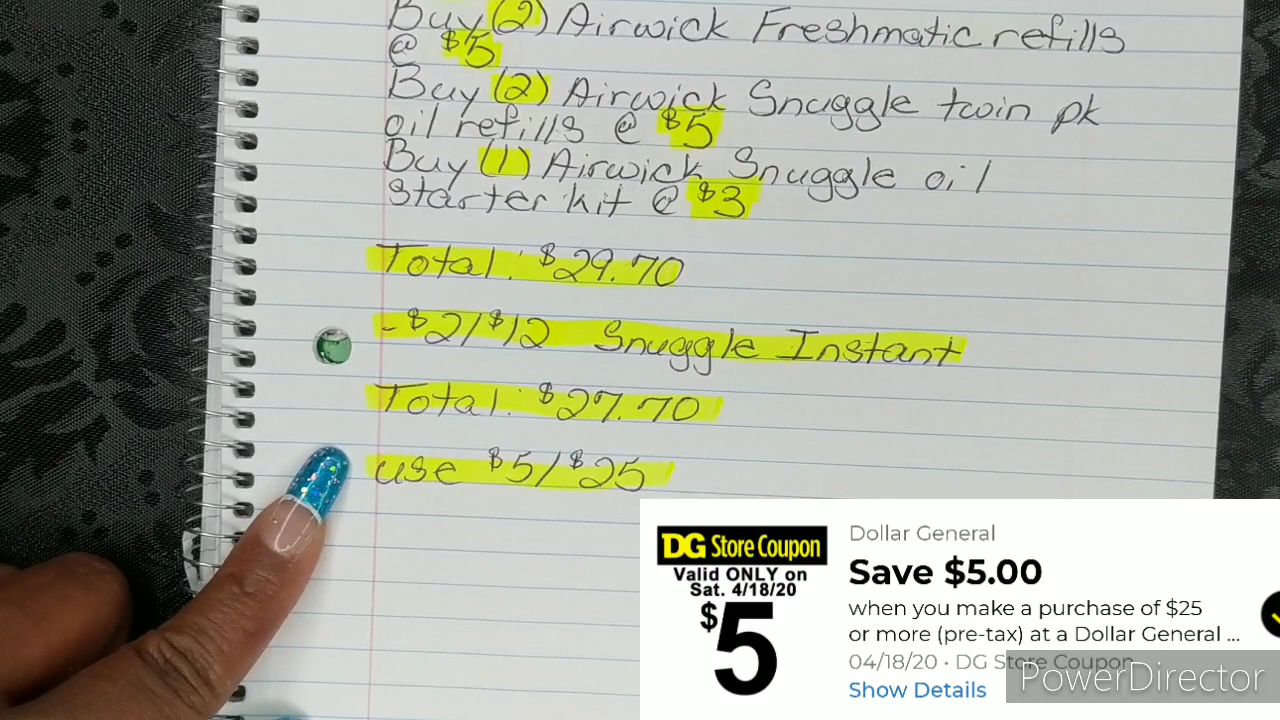 Buy (2) Airwick Freshmatic refills
@ $5
Buy (2) Airwick Snuggle twin pk
oil refills @ $5
Buy (1) Airwick Snuggle oil
starter kit @ $3
Total: $29.70
-$2/$12 Snuggle Instant
Total: $27.70
use $5/$25
DG Store Coupon
Valid ONLY on
Sat. 4/18/20
$5
Dollar General
Save $5.00
when you make a purchase of $25
or more (pre-tax) at a Dollar General ...
04/18/20 • DG Store Coupon
Show Details
PowerDirector